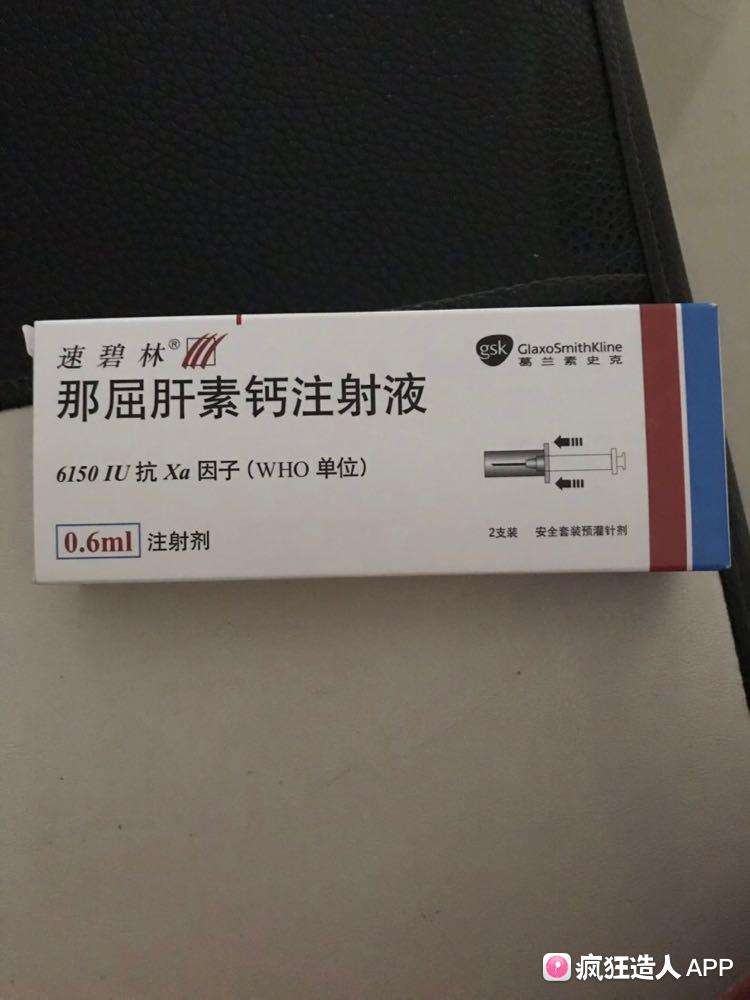 速碧林®
gsk GlaxoSmithKline
葛兰素史克
那屈肝素钙注射液
6150 IU 抗 Xa 因子(WHO 单位)
0.6ml 注射剂
2支装 安全套装预灌针剂
疯狂造人 APP